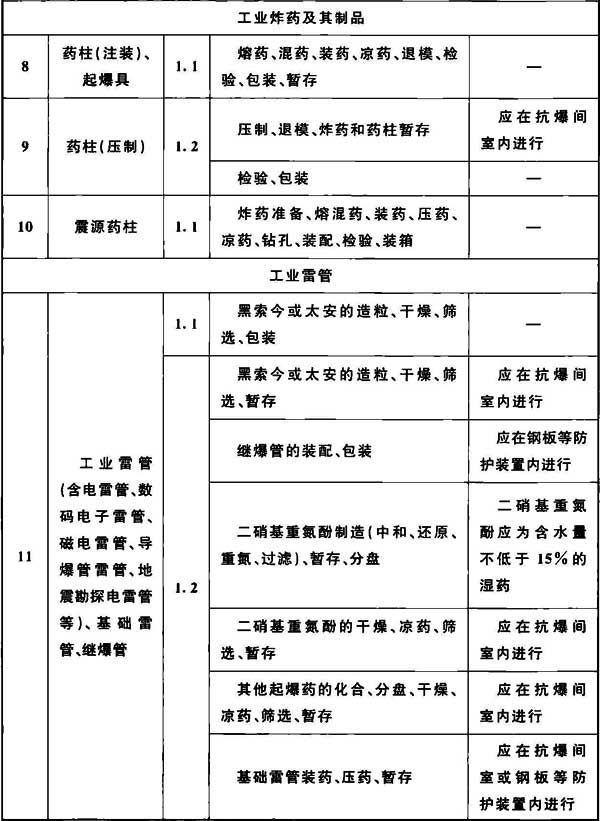 工业炸药及其制品
8
药柱(注装)、
起爆具
1.1
熔药、混药、装药、凉药、退模、检
验、包装、暂存
—
9
药柱(压制)
1.2
压制、退模、炸药和药柱暂存
应在抗爆间
室内进行
检验、包装
—
10
震源药柱
1.1
炸药准备、熔混药、装药、压药、
凉药、钻孔、装配、检验、装箱
—
工业雷管
11
工业雷管
(含电雷管、数
码电子雷管、
磁电雷管、导
爆管雷管、地
震勘探电雷管
等)、基础雷
管、继爆管
1.1
黑索今或太安的造粒、干燥、筛
选、包装
—
1.2
黑索今或太安的造粒、干燥、筛
选、暂存
应在抗爆间
室内进行
继爆管的装配、包装
应在钢板等防
护装置内进行
二硝基重氮酚制造(中和、还原、
重氮、过滤)、暂存、分盘
二硝基重氮
酚应为含水量
不低于15%的
湿药
二硝基重氮酚的干燥、凉药、筛
选、暂存
应在抗爆间
室内进行
其他起爆药的化合、分盘、干燥、
凉药、筛选、暂存
应在抗爆间
室内进行
基础雷管装药、压药、暂存
应在抗爆间
室或钢板等防
护装置内进行